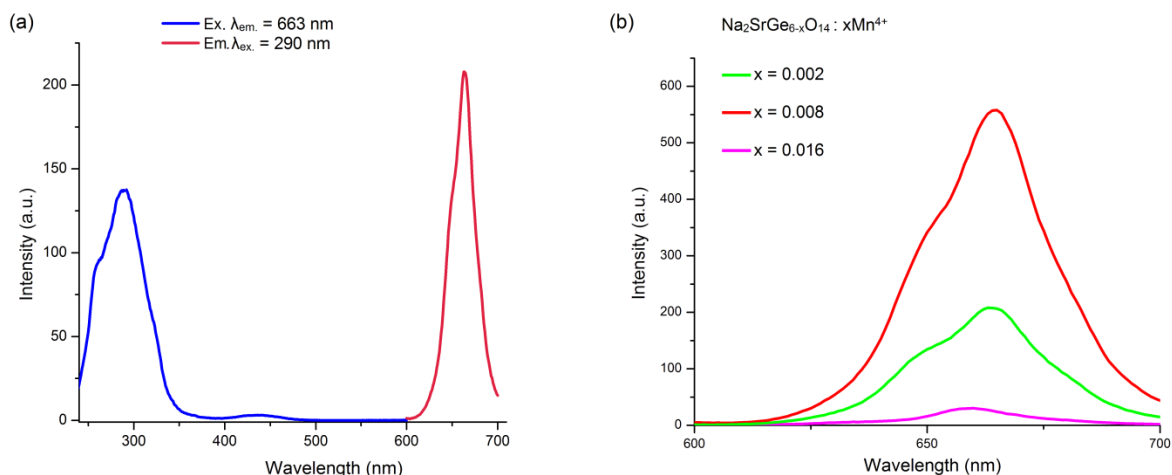 (a)
Ex. λem. = 663 nm
Em.λex. = 290 nm
Intensity (a.u.)
200
150
100
50
0
300 400 500 600 700
Wavelength (nm)
(b)
Na₂SrGe₆₋ₓO₁₄ : xMn⁴⁺
x = 0.002
x = 0.008
x = 0.016
Intensity (a.u.)
600
500
400
300
200
100
0
600 650 700
Wavelength (nm)